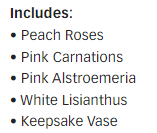 Includes:
• Peach Roses
• Pink Carnations
• Pink Alstroemeria
• White Lisianthus
• Keepsake Vase